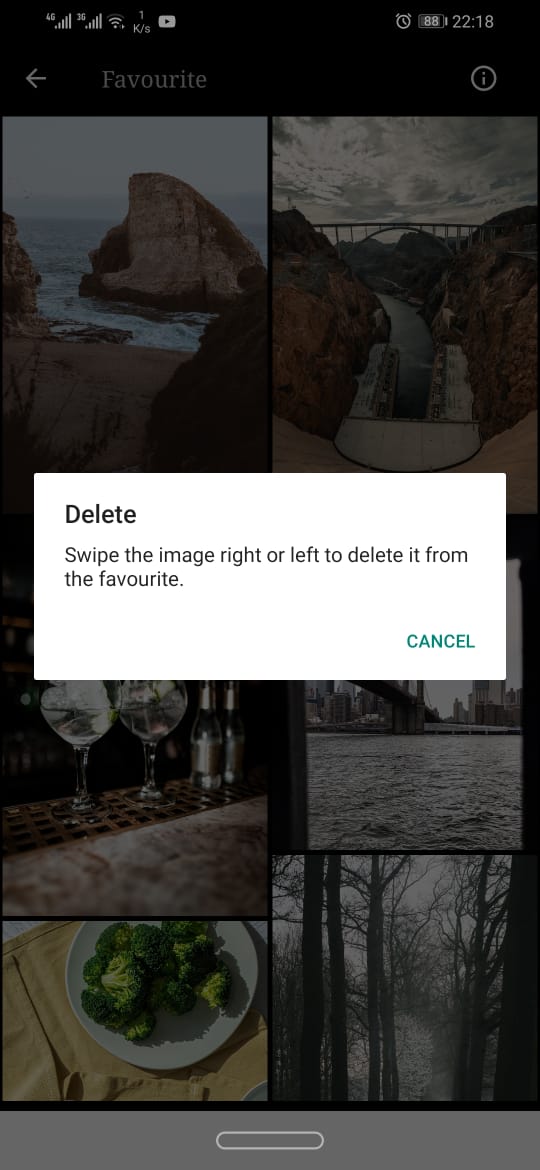 4G 3G 1 K/s 88 22:18
Favourite
Delete
Swipe the image right or left to delete it from
the favourite.
CANCEL